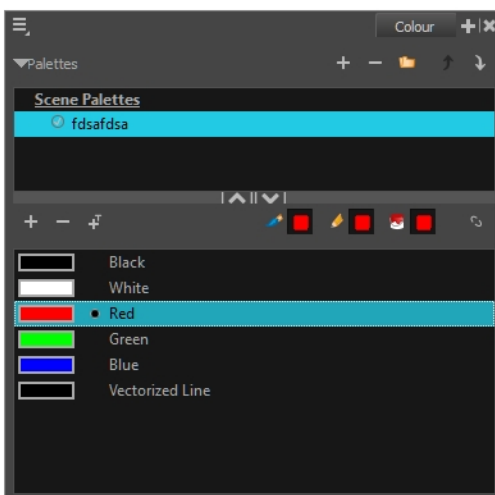 Colour
Palettes
Scene Palettes
fdsafdsa
Black
White
Red
Green
Blue
Vectorized Line